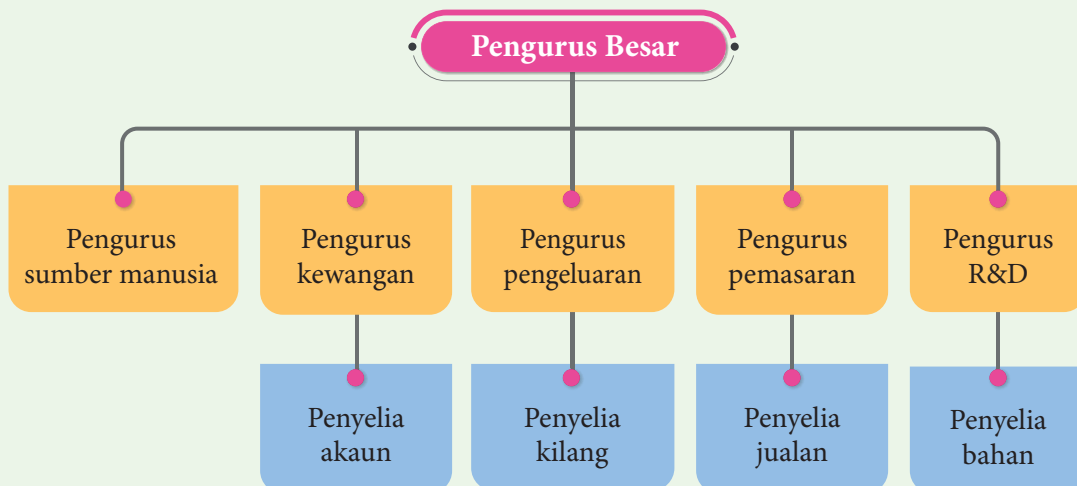 Pengurus Besar
Pengurus
sumber manusia
Pengurus
kewangan
Pengurus
pengeluaran
Pengurus
pemasaran
Pengurus
R&D
Penyelia
akaun
Penyelia
kilang
Penyelia
jualan
Penyelia
bahan